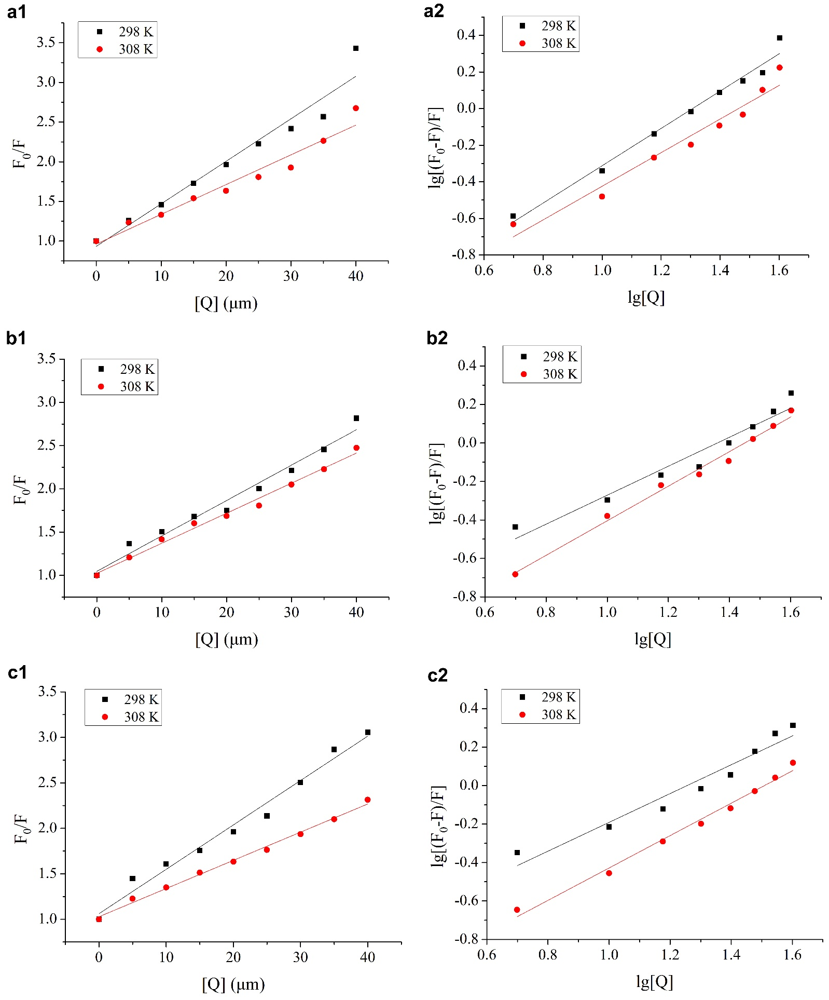 a1
298 K
308 K
3.5
3.0
2.5
2.0
1.5
1.0
F0/F
0 10 20 30 40
[Q] (μm)
a2
298 K
308 K
0.4
0.2
0.0
-0.2
-0.4
-0.6
-0.8
lg[(F0-F)/F]
0.6 0.8 1.0 1.2 1.4 1.6
lg[Q]
b1
298 K
308 K
3.5
3.0
2.5
2.0
1.5
1.0
F0/F
0 10 20 30 40
[Q] (μm)
b2
298 K
308 K
0.4
0.2
0.0
-0.2
-0.4
-0.6
-0.8
lg[(F0-F)/F]
0.6 0.8 1.0 1.2 1.4 1.6
lg[Q]
c1
298 K
308 K
3.5
3.0
2.5
2.0
1.5
1.0
F0/F
0 10 20 30 40
[Q] (μm)
c2
298 K
308 K
0.4
0.2
0.0
-0.2
-0.4
-0.6
-0.8
lg[(F0-F)/F]
0.6 0.8 1.0 1.2 1.4 1.6
lg[Q]